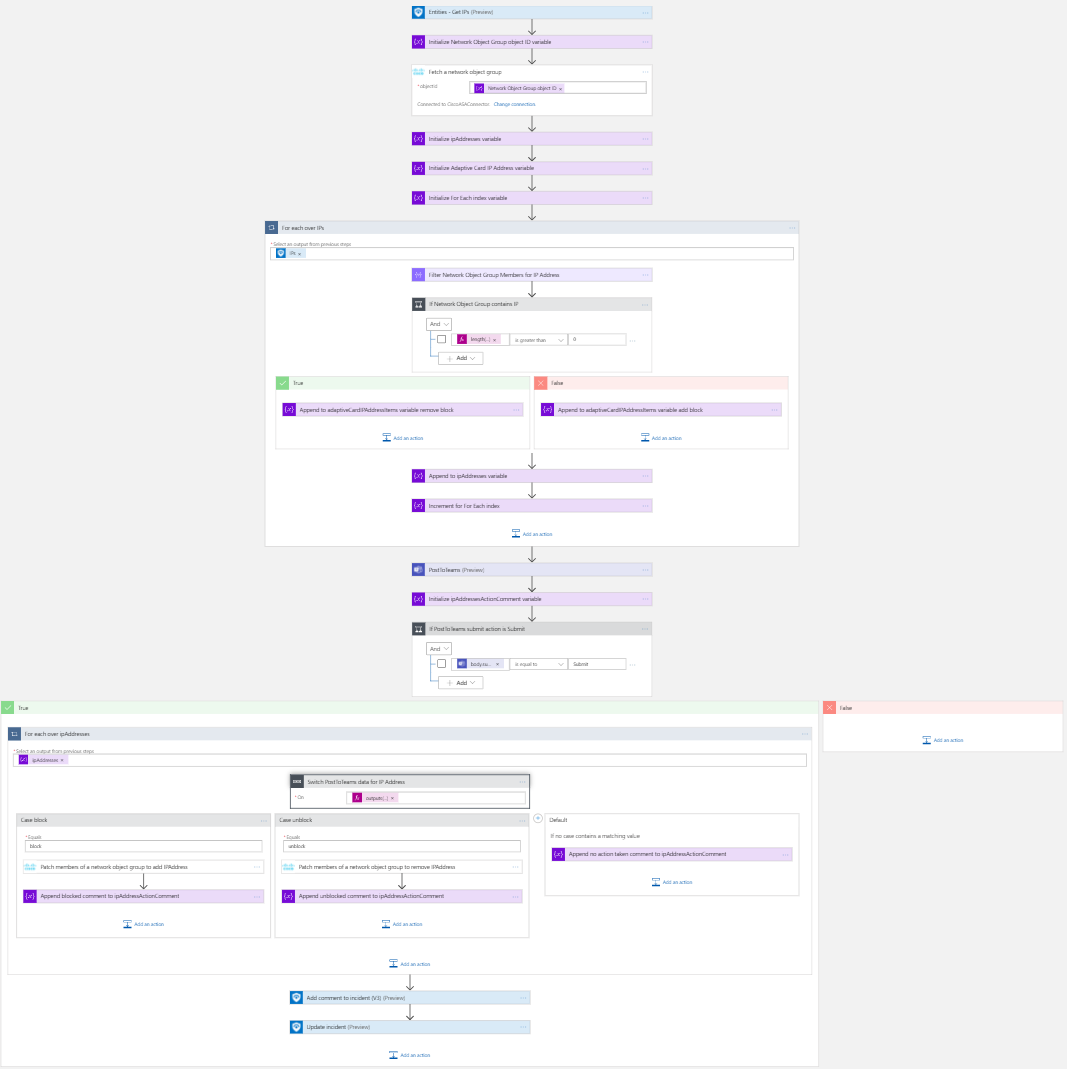 Entities - Get IPs (Preview)
Initialize Network Object Group object ID variable
Fetch a network object group
* objectId
Network Object Group object ID ×
Connected to CiscoASAConnector. Change connection.
Initialize ipAddresses variable
Initialize Adaptive Card IP Address variable
Initialize For Each index variable
For each over IPs
* Select an output from previous steps
IPs ×
Filter Network Object Group Members for IP Address
If Network Object Group contains IP
And
length(...) ×
is greater than
0
Add
True
False
Append to adaptiveCardIPAddressItems variable remove block
Append to adaptiveCardIPAddressItems variable add block
Add an action
Add an action
Append to ipAddresses variable
Increment for For Each index
Add an action
PostToTeams (Preview)
Initialize ipAddressesActionComment variable
If PostToTeams submit action is Submit
And
body.su... ×
is equal to
Submit
Add
True
False
Add an action
For each over ipAddresses
* Select an output from previous steps
ipAddresses ×
Switch PostToTeams data for IP Address
* On
outputs(...) ×
Case block
Case unblock
Default
* Equals
block
* Equals
unblock
If no case contains a matching value
Append no action taken comment to ipAddressActionComment
Patch members of a network object group to add IPAddress
Patch members of a network object group to remove IPAddress
Add an action
Append blocked comment to ipAddressActionComment
Append unblocked comment to ipAddressActionComment
Add an action
Add an action
Add an action
Add comment to incident (V3) (Preview)
Update incident (Preview)
Add an action